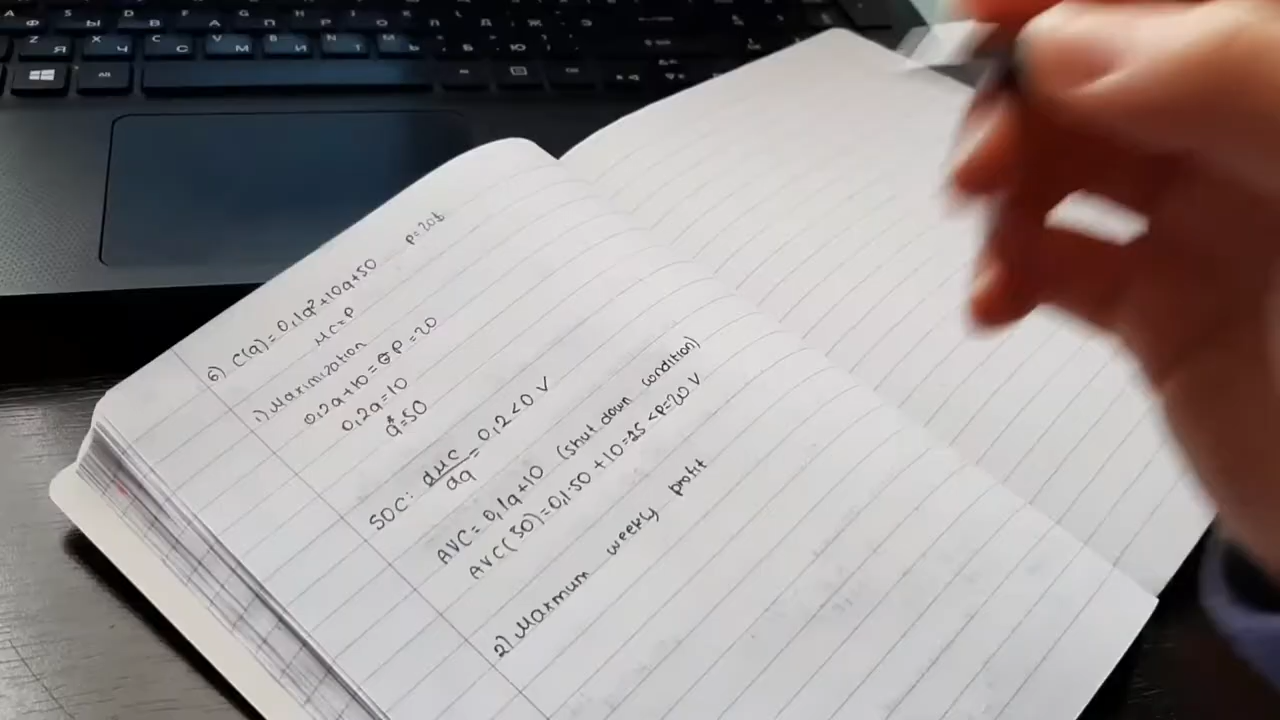 6) C(q)=0,1q²+10q+50 p=20$
1) Maximization MC=P
0,2q+10=P=20
0,2q=10
q*=50
SOC: dMC/dq=0,2<0 V
AVC=0,1q+10 (shut down condition)
AVC(50)=0,1·50+10=15<P=20 V
2) Maxmum weekly profit